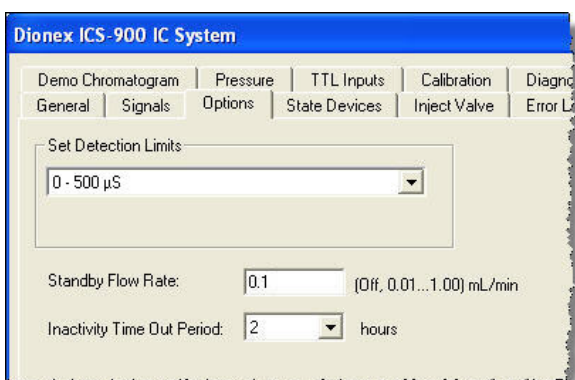 Dionex ICS-900 IC System
Demo Chromatogram Pressure TTL Inputs Calibration
General Signals Options State Devices Inject Valve Error
Set Detection Limits
0 - 500 µS
Standby Flow Rate: 0.1 (Off, 0.01...1.00) mL/min
Inactivity Time Out Period: 2 hours